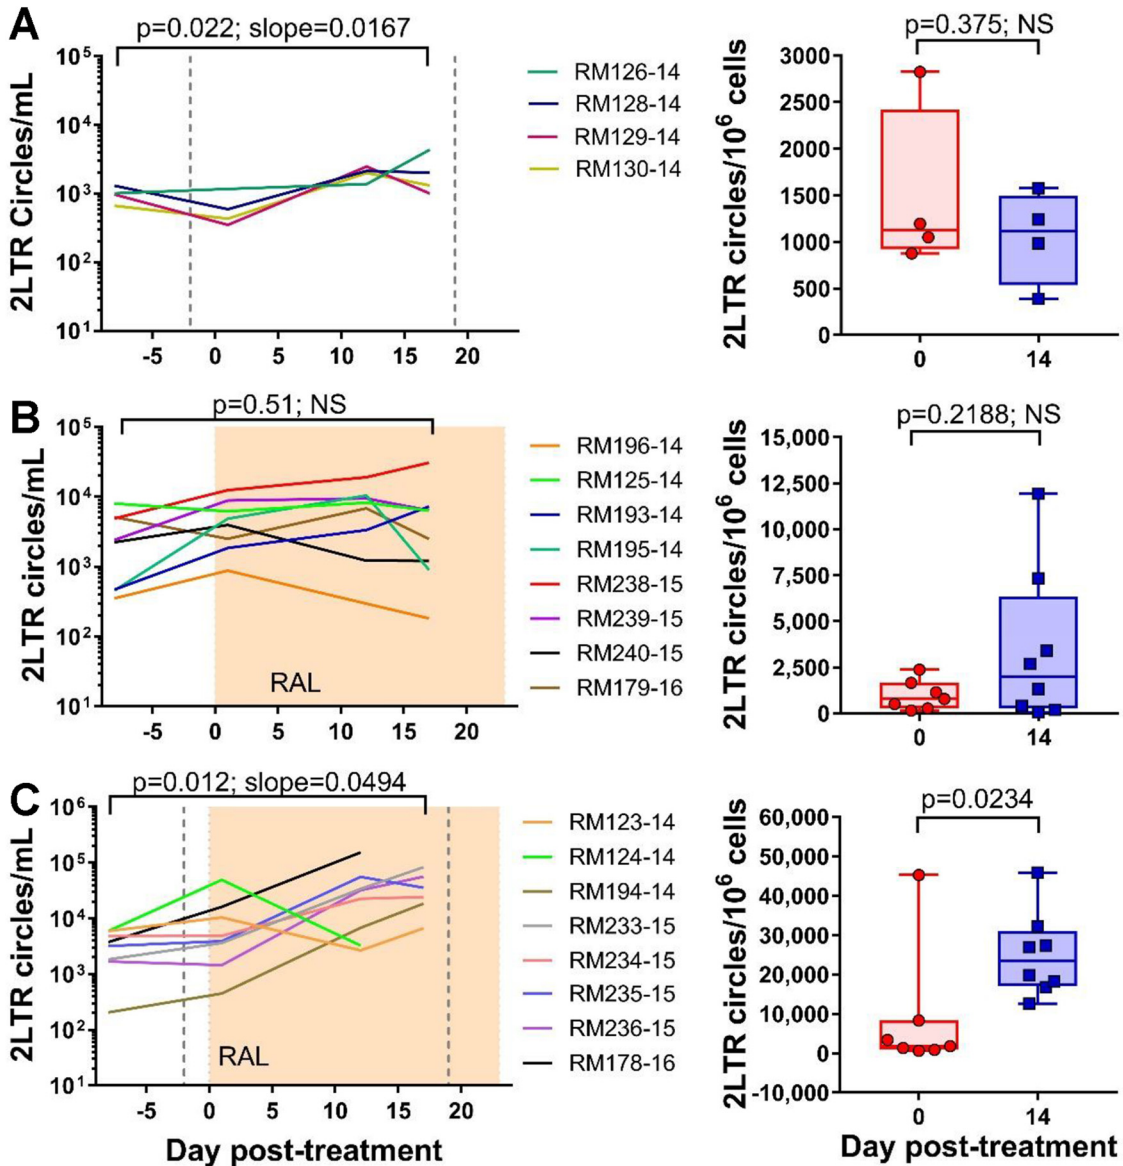 A
p=0.022; slope=0.0167
2LTR Circles/mL
10^5
10^4
10^3
10^2
10^1
-5 0 5 10 15 20
RM126-14
RM128-14
RM129-14
RM130-14
p=0.375; NS
2LTR circles/10^6 cells
3000
2500
2000
1500
1000
500
0
0 14
B
p=0.51; NS
2LTR circles/mL
10^5
10^4
10^3
10^2
10^1
RAL
-5 0 5 10 15 20
RM196-14
RM125-14
RM193-14
RM195-14
RM238-15
RM239-15
RM240-15
RM179-16
p=0.2188; NS
2LTR circles/10^6 cells
15,000
12,500
10,000
7,500
5,000
2,500
0
0 14
C
p=0.012; slope=0.0494
2LTR circles/mL
10^6
10^5
10^4
10^3
10^2
10^1
RAL
-5 0 5 10 15 20
Day post-treatment
RM123-14
RM124-14
RM194-14
RM233-15
RM234-15
RM235-15
RM236-15
RM178-16
p=0.0234
2LTR circles/10^6 cells
60,000
50,000
40,000
30,000
20,000
10,000
0
-10,000
0 14
Day post-treatment